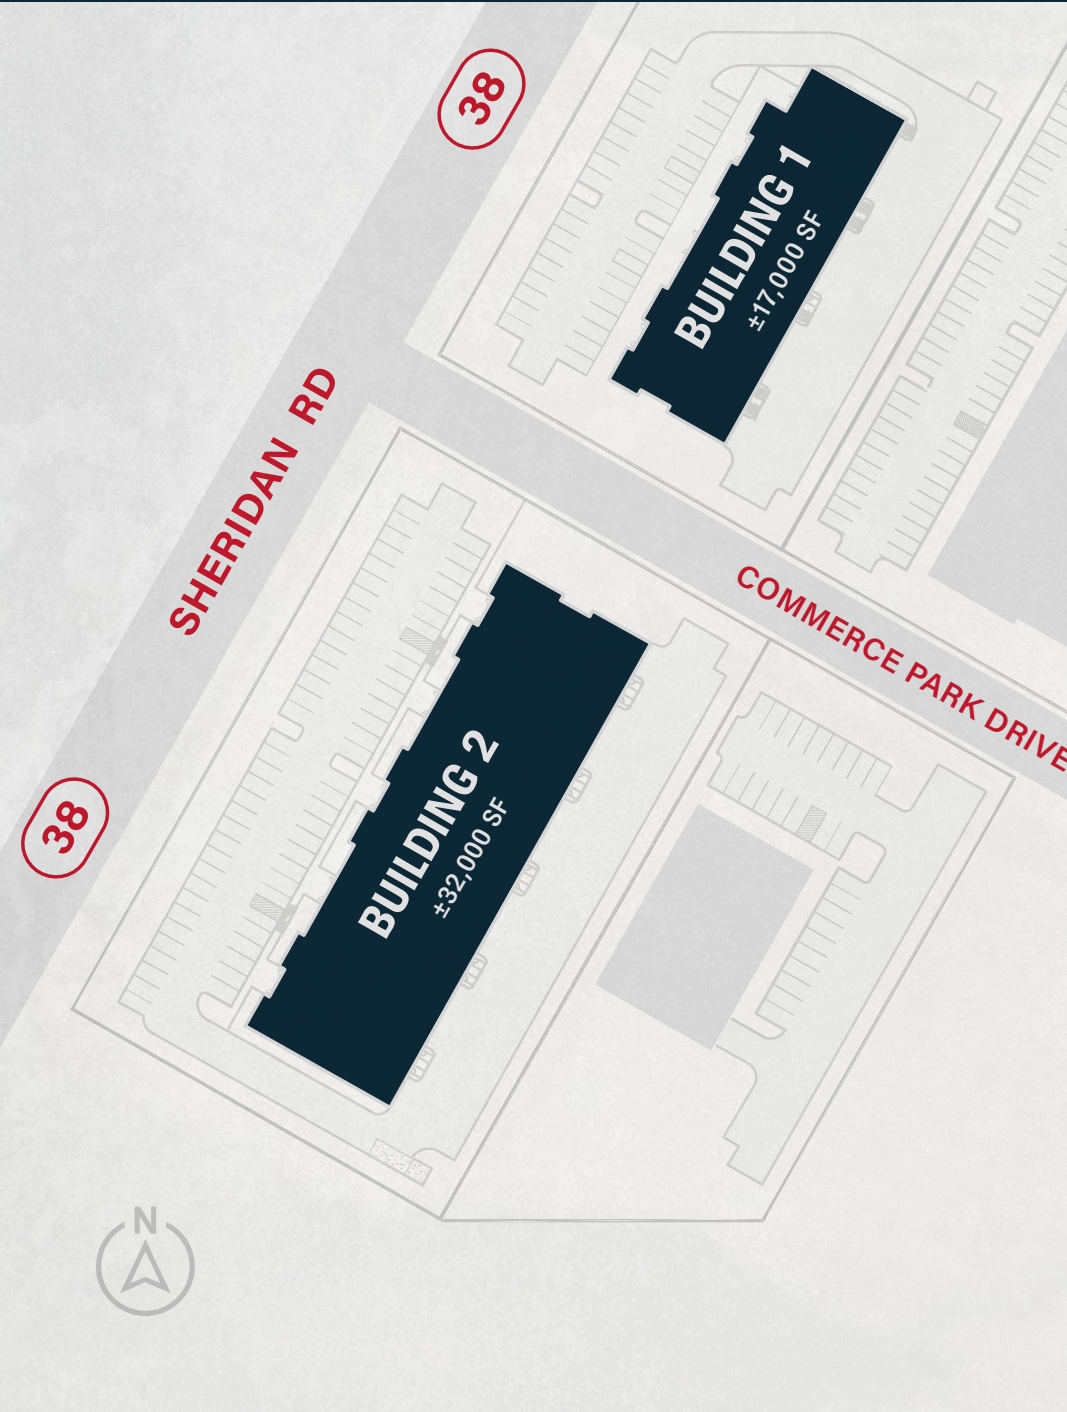 38
BUILDING 1
±17,000 SF
SHERIDAN RD
COMMERCE PARK DRIVE
BUILDING 2
±32,000 SF
38
N